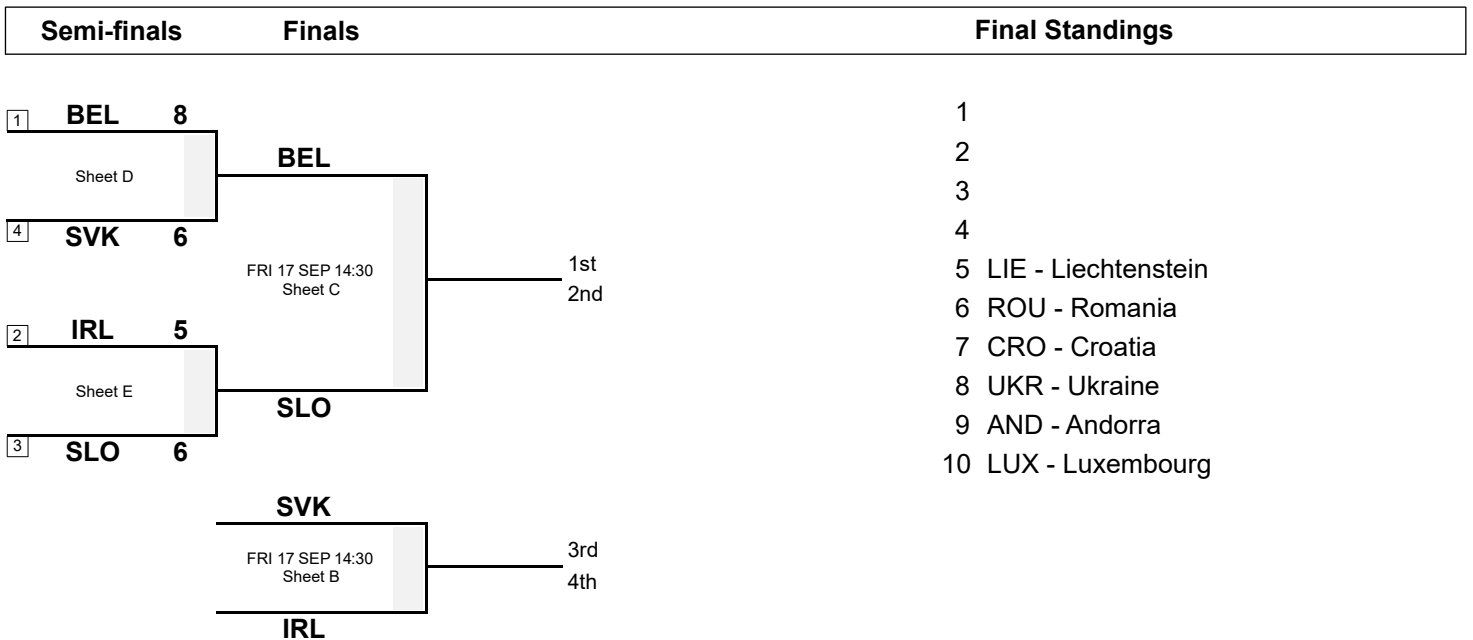 Semi-finals Finals Final Standings
1 BEL 8
Sheet D
4 SVK 6
BEL
FRI 17 SEP 14:30
Sheet C
SLO
1st
2nd
2 IRL 5
Sheet E
3 SLO 6
SVK
FRI 17 SEP 14:30
Sheet B
IRL
3rd
4th
1
2
3
4
5 LIE - Liechtenstein
6 ROU - Romania
7 CRO - Croatia
8 UKR - Ukraine
9 AND - Andorra
10 LUX - Luxembourg